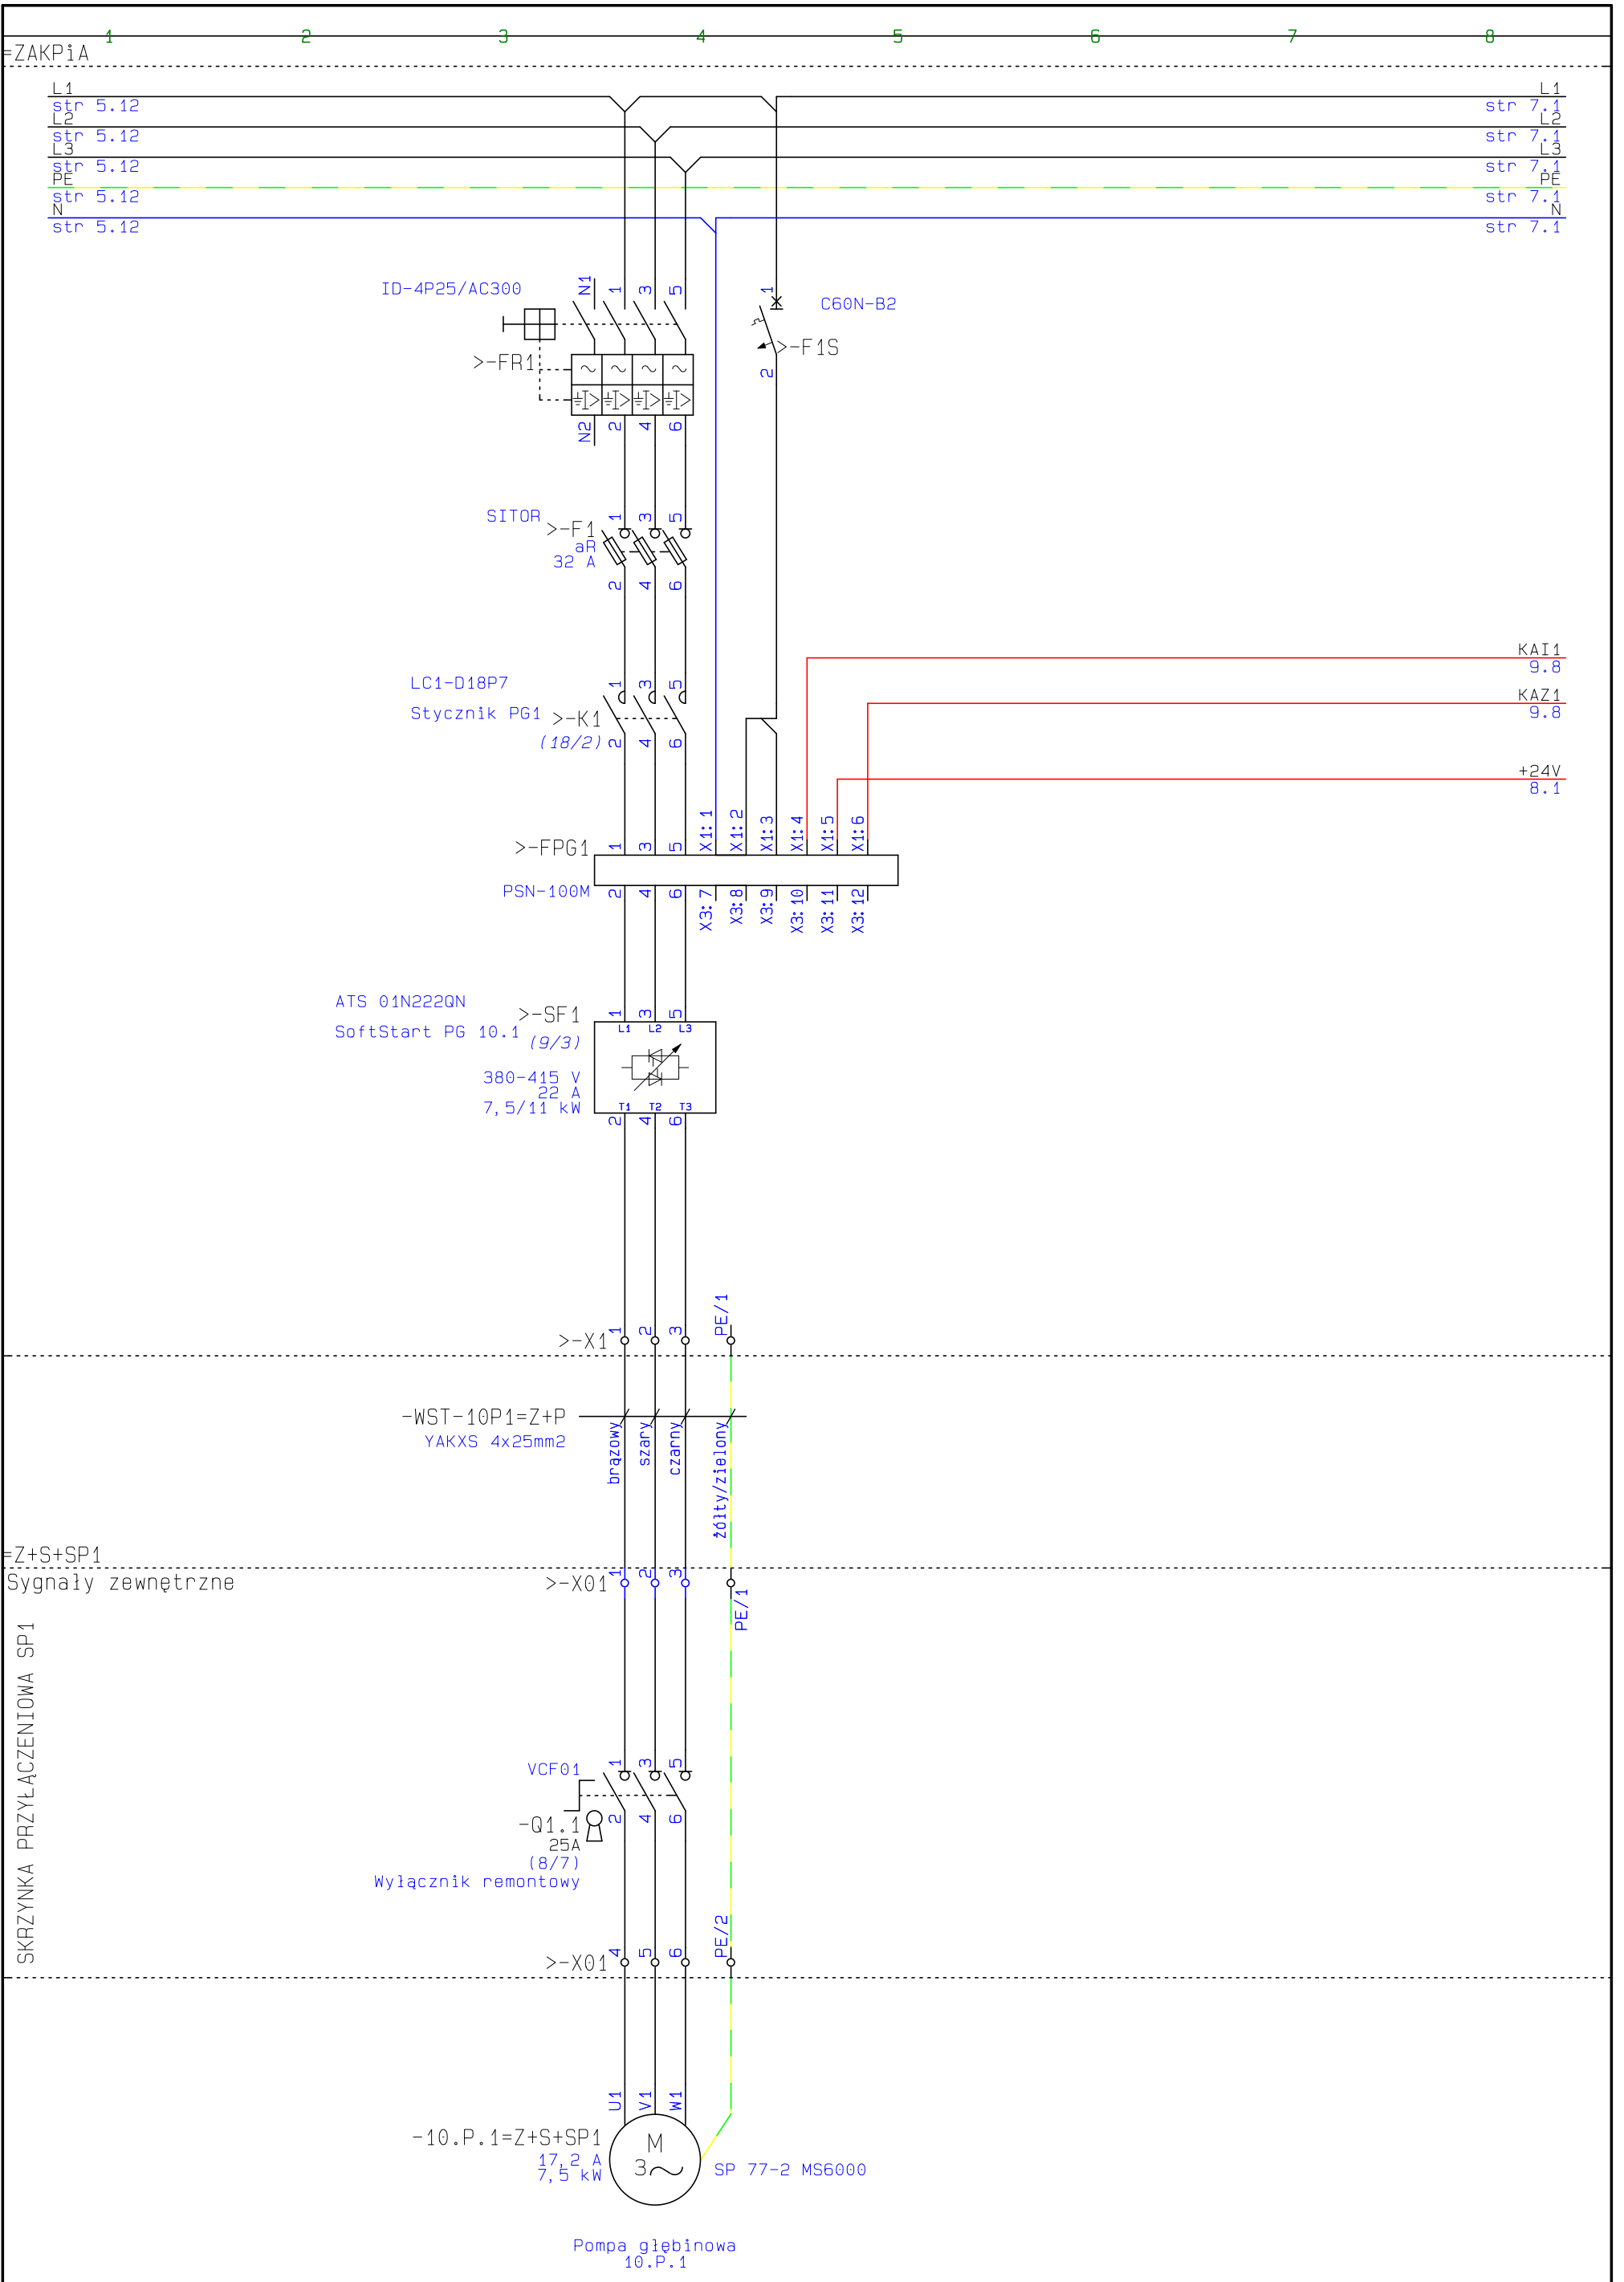 1 2 3 4 5 6 7 8
=ZAKPiA
L1 L1
str 5.12 str 7.1
L2 L2
str 5.12 str 7.1
L3 L3
str 5.12 str 7.1
PE PE
str 5.12 str 7.1
N N
str 5.12 str 7.1
ID-4P25/AC300 N1 1 3 5
1 C60N-B2
>-FR1
>-F1S
2
N2 2 4 6
SITOR
>-F1 1 3 5
aR
32 A
2 4 6
KAI1
9.8
LC1-D18P7 1 3 5
KAZ1
9.8
Stycznik PG1 >-K1
(18/2) 2 4 6
+24V
8.1
>-FPG1 1 3 5 X1:1 X1:2 X1:3 X1:4 X1:5 X1:6
PSN-100M 2 4 6 X3:7 X3:8 X3:9 X3:10 X3:11 X3:12
ATS 01N222QN
>-SF1 1 3 5
SoftStart PG 10.1
L1 L2 L3
(9/3)
380-415 V
22 A
7,5/11 kW
T1 T2 T3
2 4 6
>-X1 1 2 3 PE/1
-WST-10P1=Z+P
YAKXS 4x25mm2
brązowy szary czarny żółty/zielony
=Z+S+SP1
Sygnały zewnętrzne
>-X01 1 2 3 PE/1
SKRZYNKA PRZYŁĄCZENIOWA SP1
VCF01 1 3 5
-Q1.1 2 4 6
25A
(8/7)
Wyłącznik remontowy
>-X01 4 5 6 PE/2
U1 V1 W1
-10.P.1=Z+S+SP1
M
3
17,2 A
7,5 kW
SP 77-2 MS6000
Pompa głębinowa
10.P.1